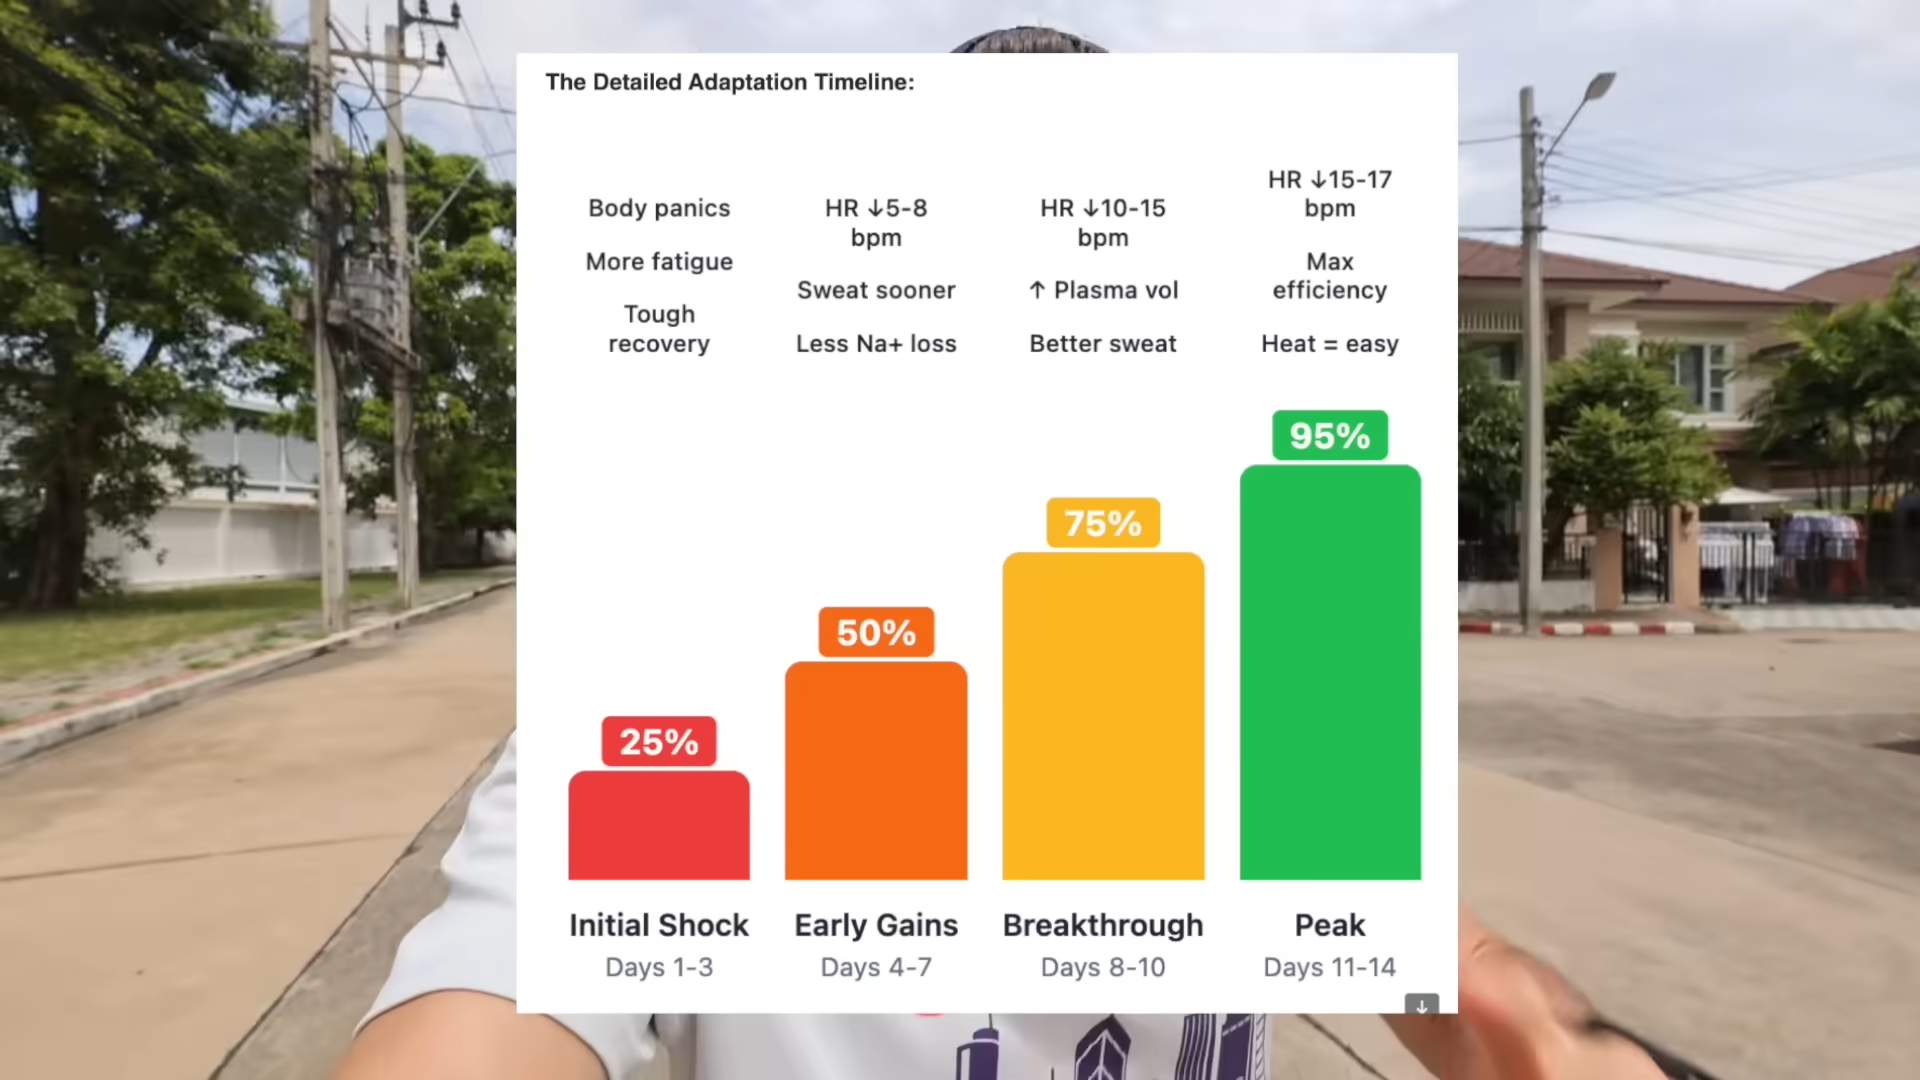 The Detailed Adaptation Timeline:
Body panics
More fatigue
Tough
recovery
25%
Initial Shock
Days 1-3
HR ↓5-8
bpm
Sweat sooner
Less Na+ loss
50%
Early Gains
Days 4-7
HR ↓10-15
bpm
↑ Plasma vol
Better sweat
75%
Breakthrough
Days 8-10
HR ↓15-17
bpm
Max
efficiency
Heat = easy
95%
Peak
Days 11-14